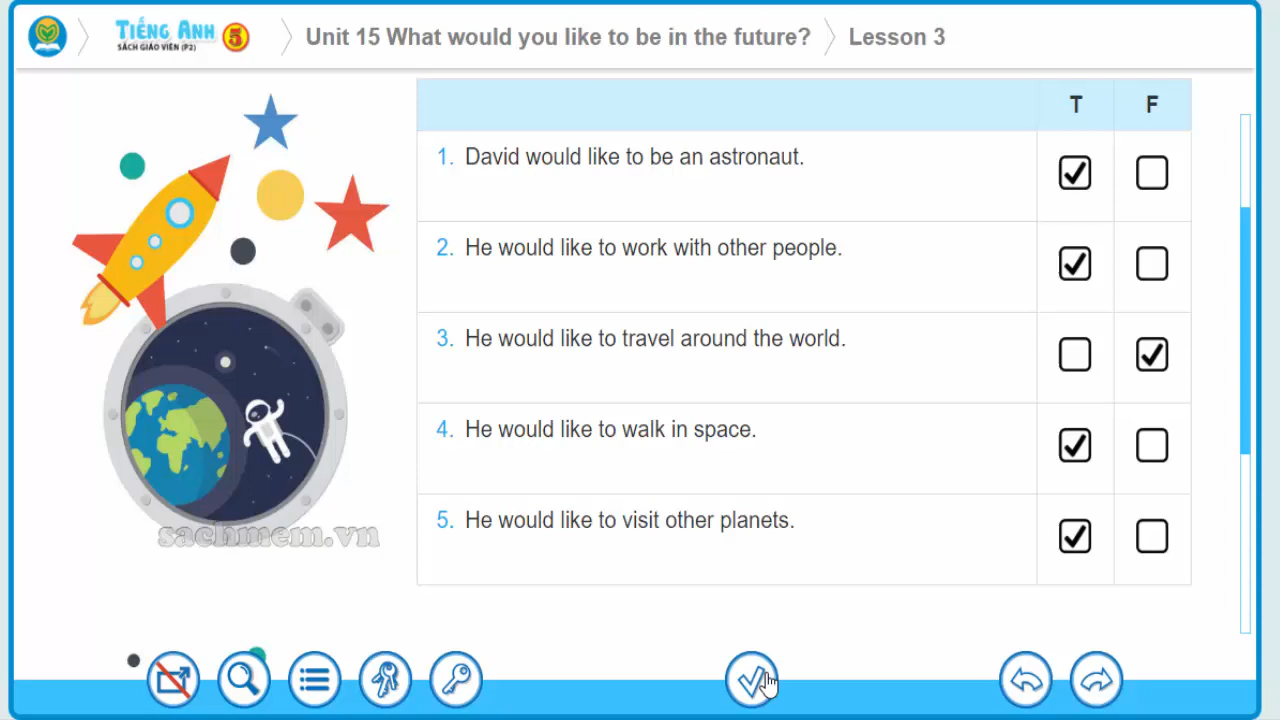 TIẾNG ANH 5
SÁCH GIÁO VIÊN (P2)
Unit 15 What would you like to be in the future?
Lesson 3
T F
1. David would like to be an astronaut.
2. He would like to work with other people.
3. He would like to travel around the world.
4. He would like to walk in space.
5. He would like to visit other planets.
sachmem.vn